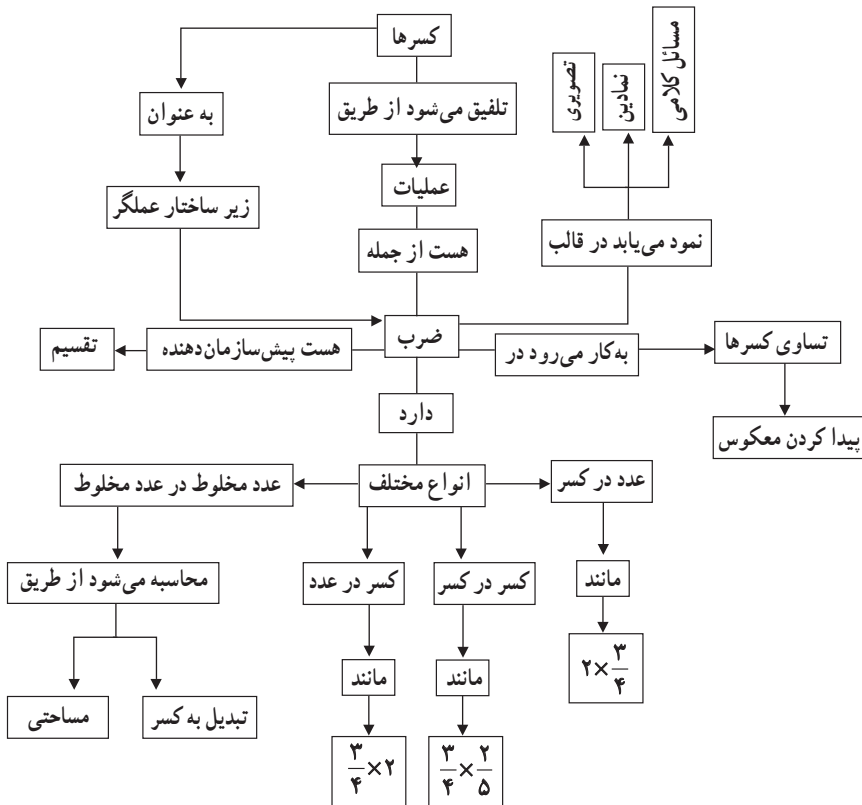 کسرها
مسائل کلامی
نمادین
تصویری
به عنوان
تلفیق می‌شود از طریق
زیر ساختار عملگر
عملیات
نمود می‌یابد در قالب
هست از جمله
ضرب
تساوی کسرها
به‌کار می‌رود در
هست پیش‌سازمان‌دهنده
تقسیم
دارد
پیدا کردن معکوس
عدد در کسر
انواع مختلف
عدد مخلوط در عدد مخلوط
مانند
کسر در کسر
کسر در عدد
محاسبه می‌شود از طریق
۲×۳/۴
مانند
مانند
تبدیل به کسر
مساحتی
۳/۴×۲/۵
۳/۴×۲